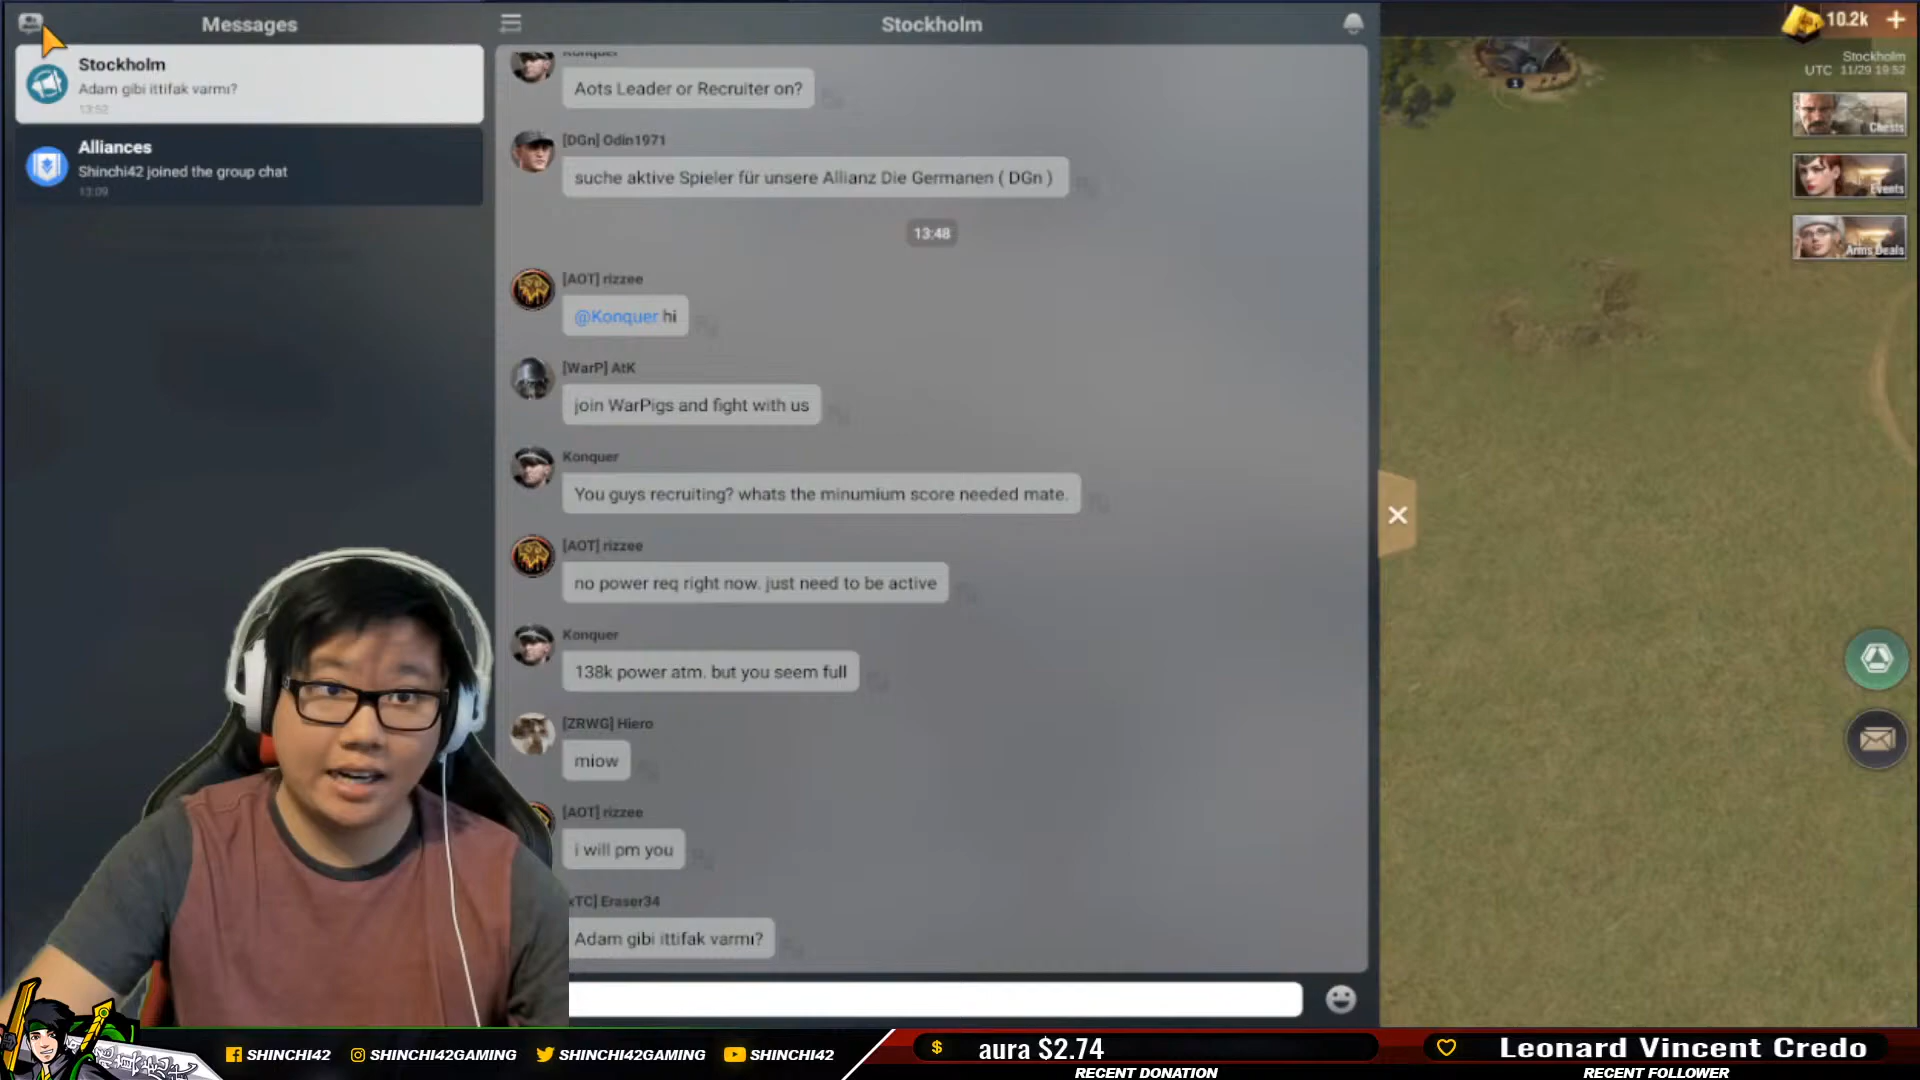 Messages
Stockholm
Adam gibi ittifak varmı?
13:52
Alliances
Shinchi42 joined the group chat
13:09
Stockholm
Konquer
Aots Leader or Recruiter on?
[DGn] Odin1971
suche aktive Spieler für unsere Allianz Die Germanen ( DGn )
13:48
[AOT] rizzee
@Konquer hi
[WarP] AtK
join WarPigs and fight with us
Konquer
You guys recruiting? whats the minumium score needed mate.
[AOT] rizzee
no power req right now. just need to be active
Konquer
138k power atm. but you seem full
[ZRWG] Hiero
miow
[AOT] rizzee
i will pm you
xTC] Eraser34
Adam gibi ittifak varmı?
10.2k +
Stockholm
UTC 11/29 19:52
1
Chests
Events
Arms Deals
SHINCHI42
SHINCHI42GAMING
SHINCHI42GAMING
SHINCHI42
$ aura $2.74
RECENT DONATION
Leonard Vincent Credo
RECENT FOLLOWER